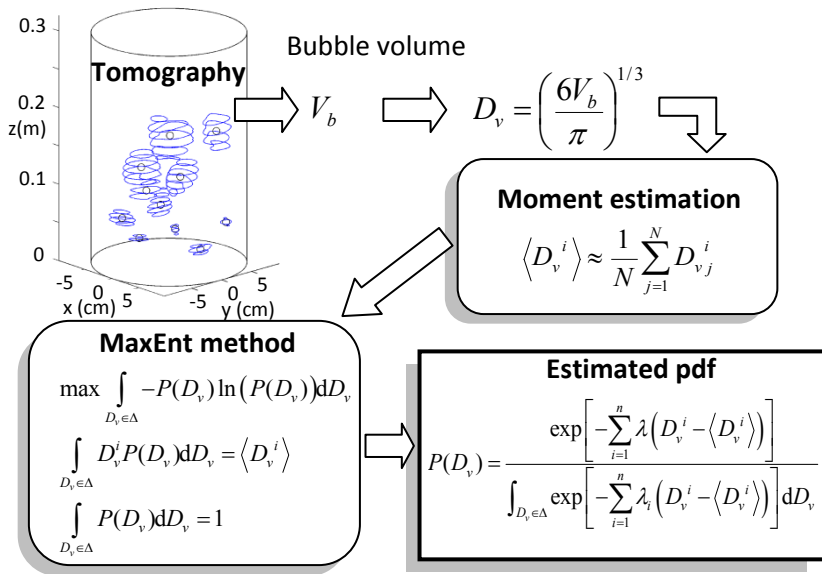 0.3
0.2
z(m)
0.1
0
-5
0
5
x (cm)
-5
0
5
y (cm)
Tomography
Bubble volume
V_b
D_v = (6V_b / π)^{1/3}
Moment estimation
⟨D_v^i⟩ ≈ 1/N ∑_{j=1}^{N} D_{vj}^i
MaxEnt method
max ∫_{D_v∈Δ} −P(D_v) ln(P(D_v)) dD_v
∫_{D_v∈Δ} D_v^i P(D_v) dD_v = ⟨D_v^i⟩
∫_{D_v∈Δ} P(D_v) dD_v = 1
Estimated pdf
P(D_v) = exp[−∑_{i=1}^{n} λ(D_v^i − ⟨D_v^i⟩)] / ∫_{D_v∈Δ} exp[−∑_{i=1}^{n} λ_i(D_v^i − ⟨D_v^i⟩)] dD_v